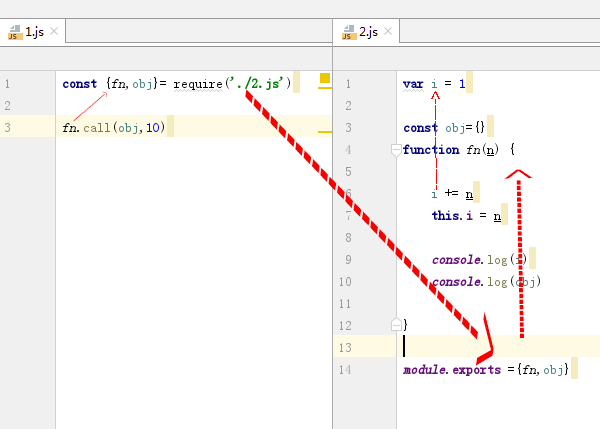 1.js
1 const {fn,obj}= require('./2.js')
2
3 fn.call(obj,10)
2.js
1 var i = 1
2
3 const obj={}
4 function fn(n) {
5
6 i += n
7 this.i = n
8
9 console.log(i)
10 console.log(obj)
11
12 }
13
14 module.exports ={fn,obj}